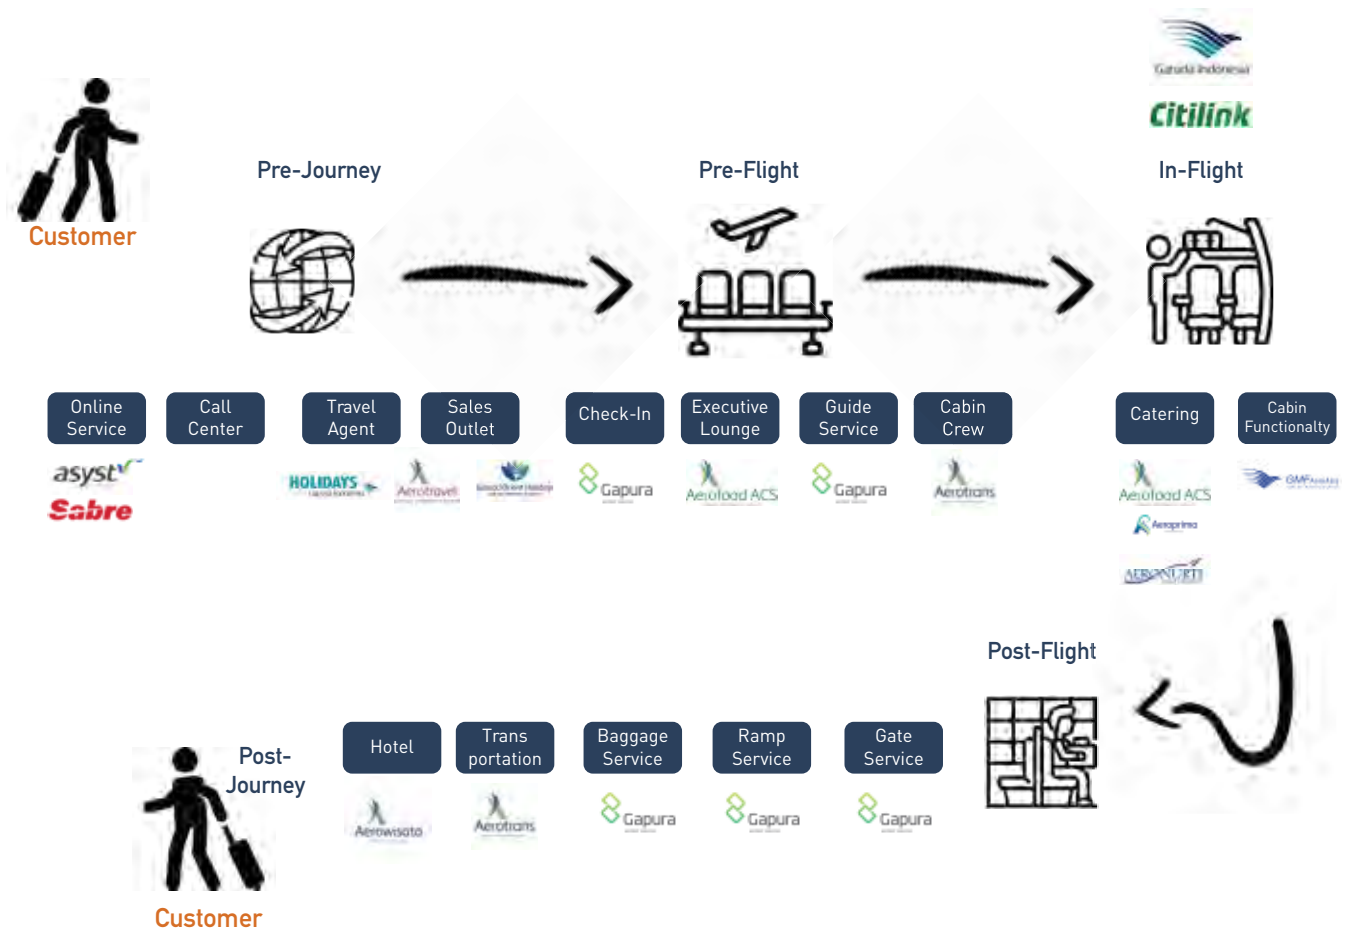 Garuda Indonesia
Citilink
Pre-Journey
Pre-Flight
In-Flight
Customer
Online
Service
Call
Center
Travel
Agent
Sales
Outlet
Check-In
Executive
Lounge
Guide
Service
Cabin
Crew
Catering
Cabin
Functionalty
asyst
Sabre
HOLIDAYS
Aerotravel
Gapura
Aerofood ACS
Gapura
Aerotrans
Aerofood ACS
Aeroprima
GMF
Post-Flight
Hotel
Trans
portation
Baggage
Service
Ramp
Service
Gate
Service
Post-
Journey
Aerowisata
Aerotrans
Gapura
Gapura
Gapura
Customer